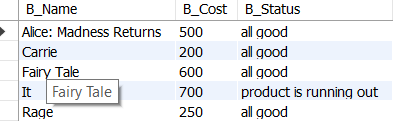 B_Name B_Cost B_Status
Alice: Madness Returns 500 all good
Carrie 200 all good
Fairy Tale 600 all good
It 700 product is running out
Fairy Tale
Rage 250 all good